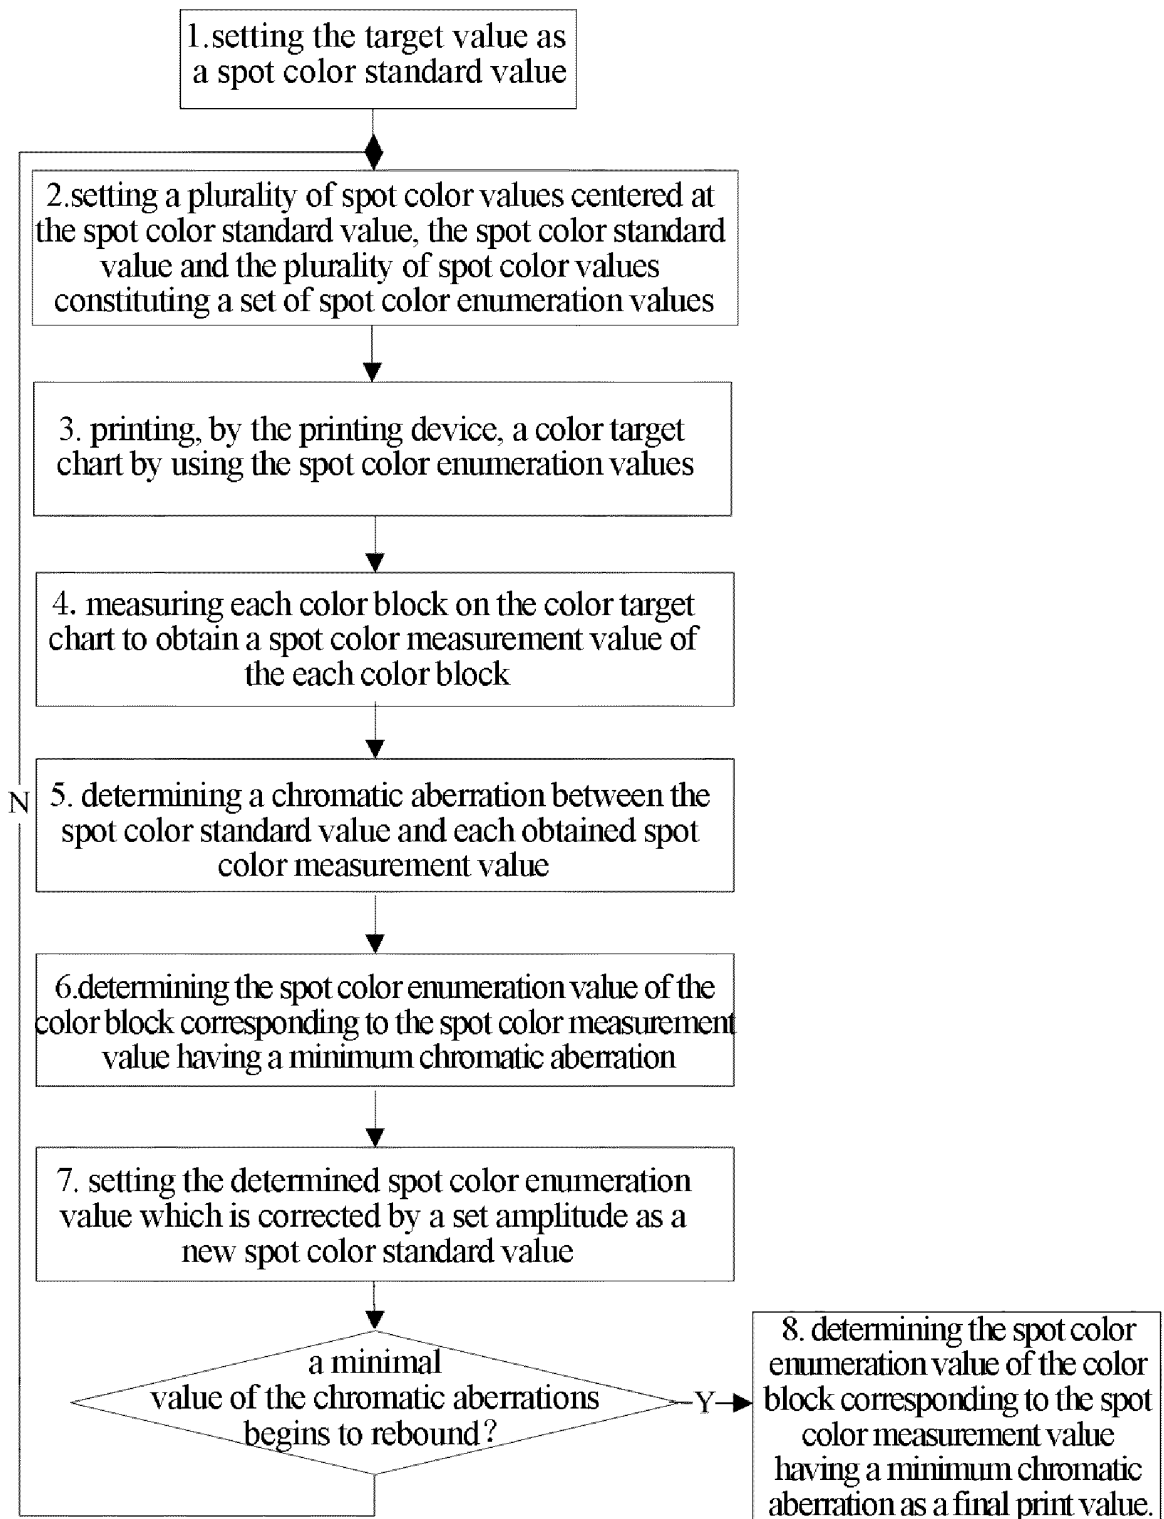 1.setting the target value as
a spot color standard value
2.setting a plurality of spot color values centered at
the spot color standard value, the spot color standard
value and the plurality of spot color values
constituting a set of spot color enumeration values
3. printing, by the printing device, a color target
chart by using the spot color enumeration values
4. measuring each color block on the color target
chart to obtain a spot color measurement value of
the each color block
N
5. determining a chromatic aberration between the
spot color standard value and each obtained spot
color measurement value
6.determining the spot color enumeration value of the
color block corresponding to the spot color measurement
value having a minimum chromatic aberration
7. setting the determined spot color enumeration
value which is corrected by a set amplitude as a
new spot color standard value
a minimal
value of the chromatic aberrations
begins to rebound?
Y
8. determining the spot color
enumeration value of the color
block corresponding to the spot
color measurement value
having a minimum chromatic
aberration as a final print value.